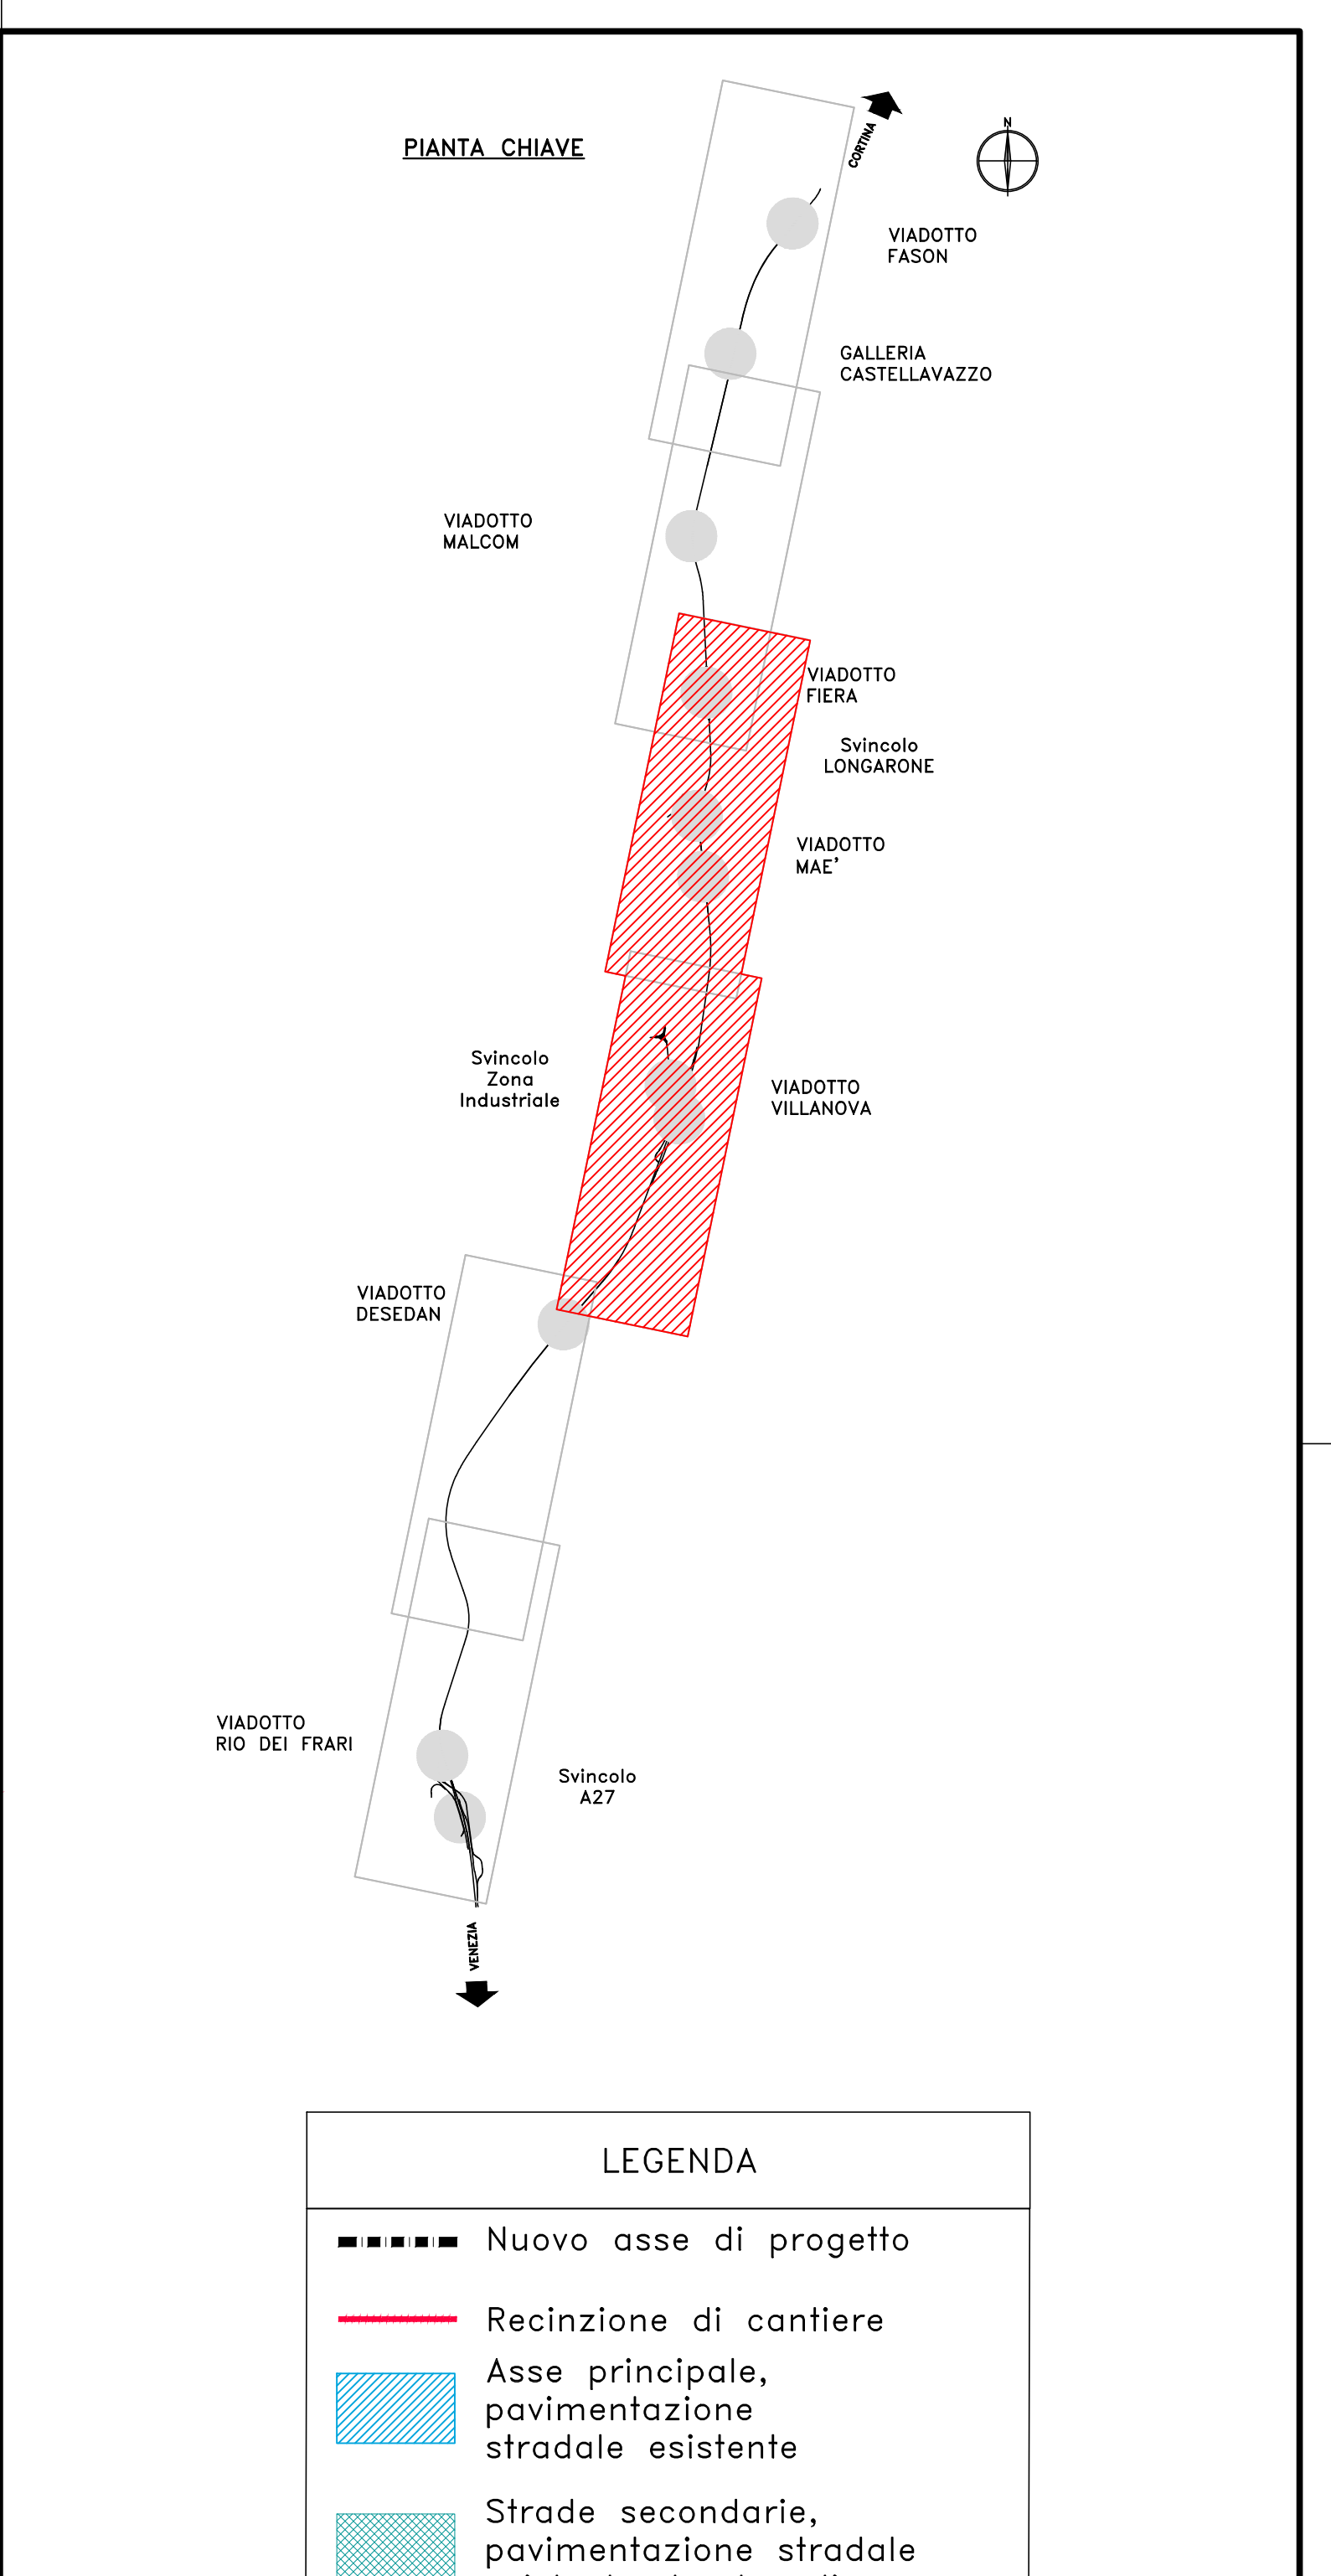 PIANTA CHIAVE
CORTINA
N
VIADOTTO
FASON
GALLERIA
CASTELLAVAZZO
VIADOTTO
MALCOM
VIADOTTO
FIERA
Svincolo
LONGARONE
VIADOTTO
MAE'
Svincolo
Zona
Industriale
VIADOTTO
VILLANOVA
VIADOTTO
DESEDAN
VIADOTTO
RIO DEI FRARI
Svincolo
A27
VENEZIA
LEGENDA
Nuovo asse di progetto
Recinzione di cantiere
Asse principale,
pavimentazione
stradale esistente
Strade secondarie,
pavimentazione stradale